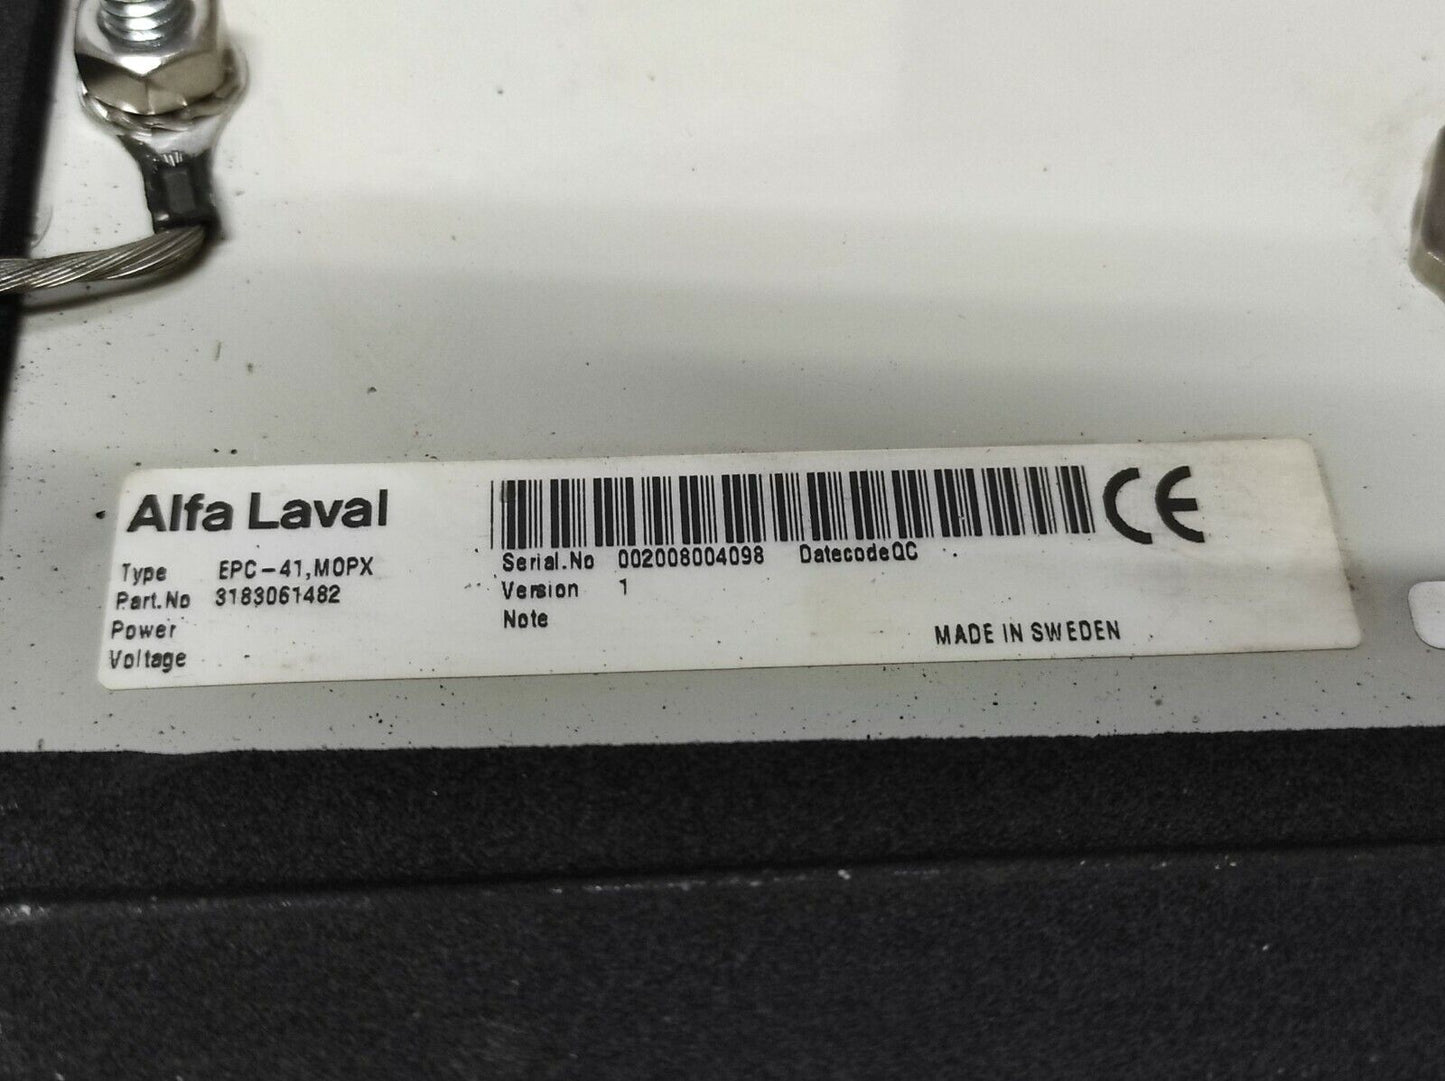 Alfa Laval
CE
Type EPC-41,MOPX
Part.No 3183061482
Power
Voltage
Serial.No 002008004098 DatecodeQC
Version 1
Note
MADE IN SWEDEN